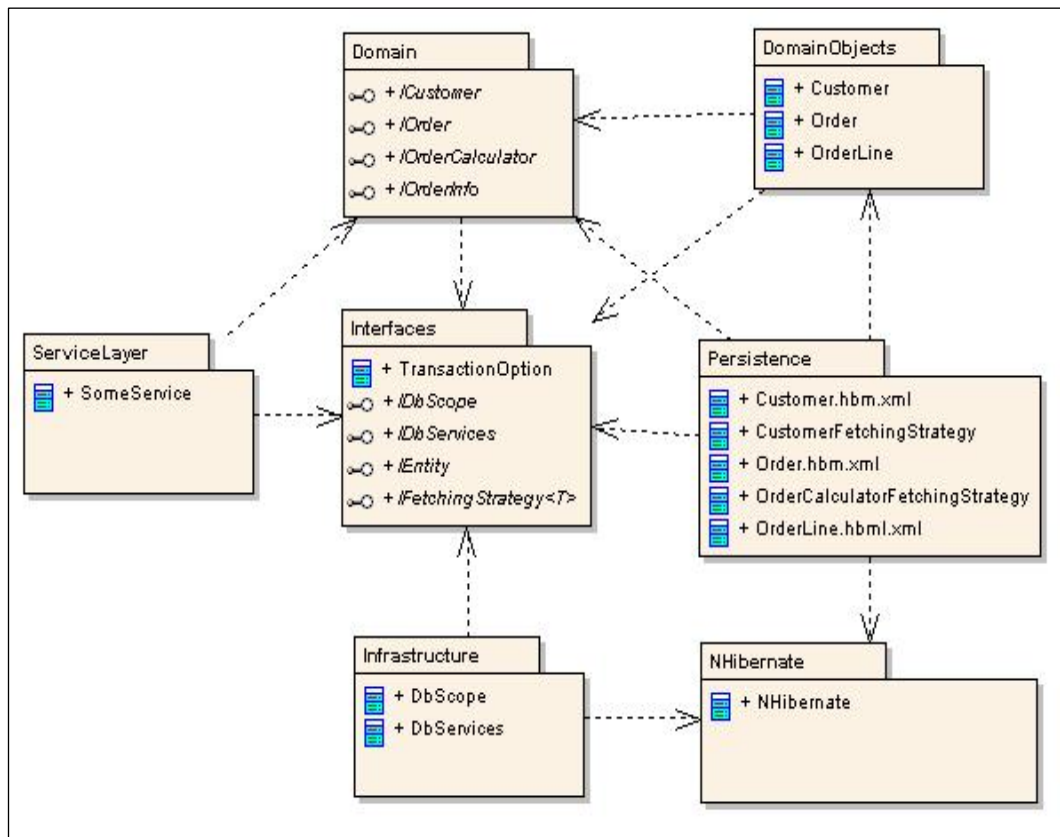 Domain
+ ICustomer
+ IOrder
+ IOrderCalculator
+ IOrderInfo
DomainObjects
+ Customer
+ Order
+ OrderLine
ServiceLayer
+ SomeService
Interfaces
+ TransactionOption
+ IDbScope
+ IDbServices
+ IEntity
+ IFetchingStrategy<T>
Persistence
+ Customer.hbm.xml
+ CustomerFetchingStrategy
+ Order.hbm.xml
+ OrderCalculatorFetchingStrategy
+ OrderLine.hbml.xml
Infrastructure
+ DbScope
+ DbServices
NHibernate
+ NHibernate